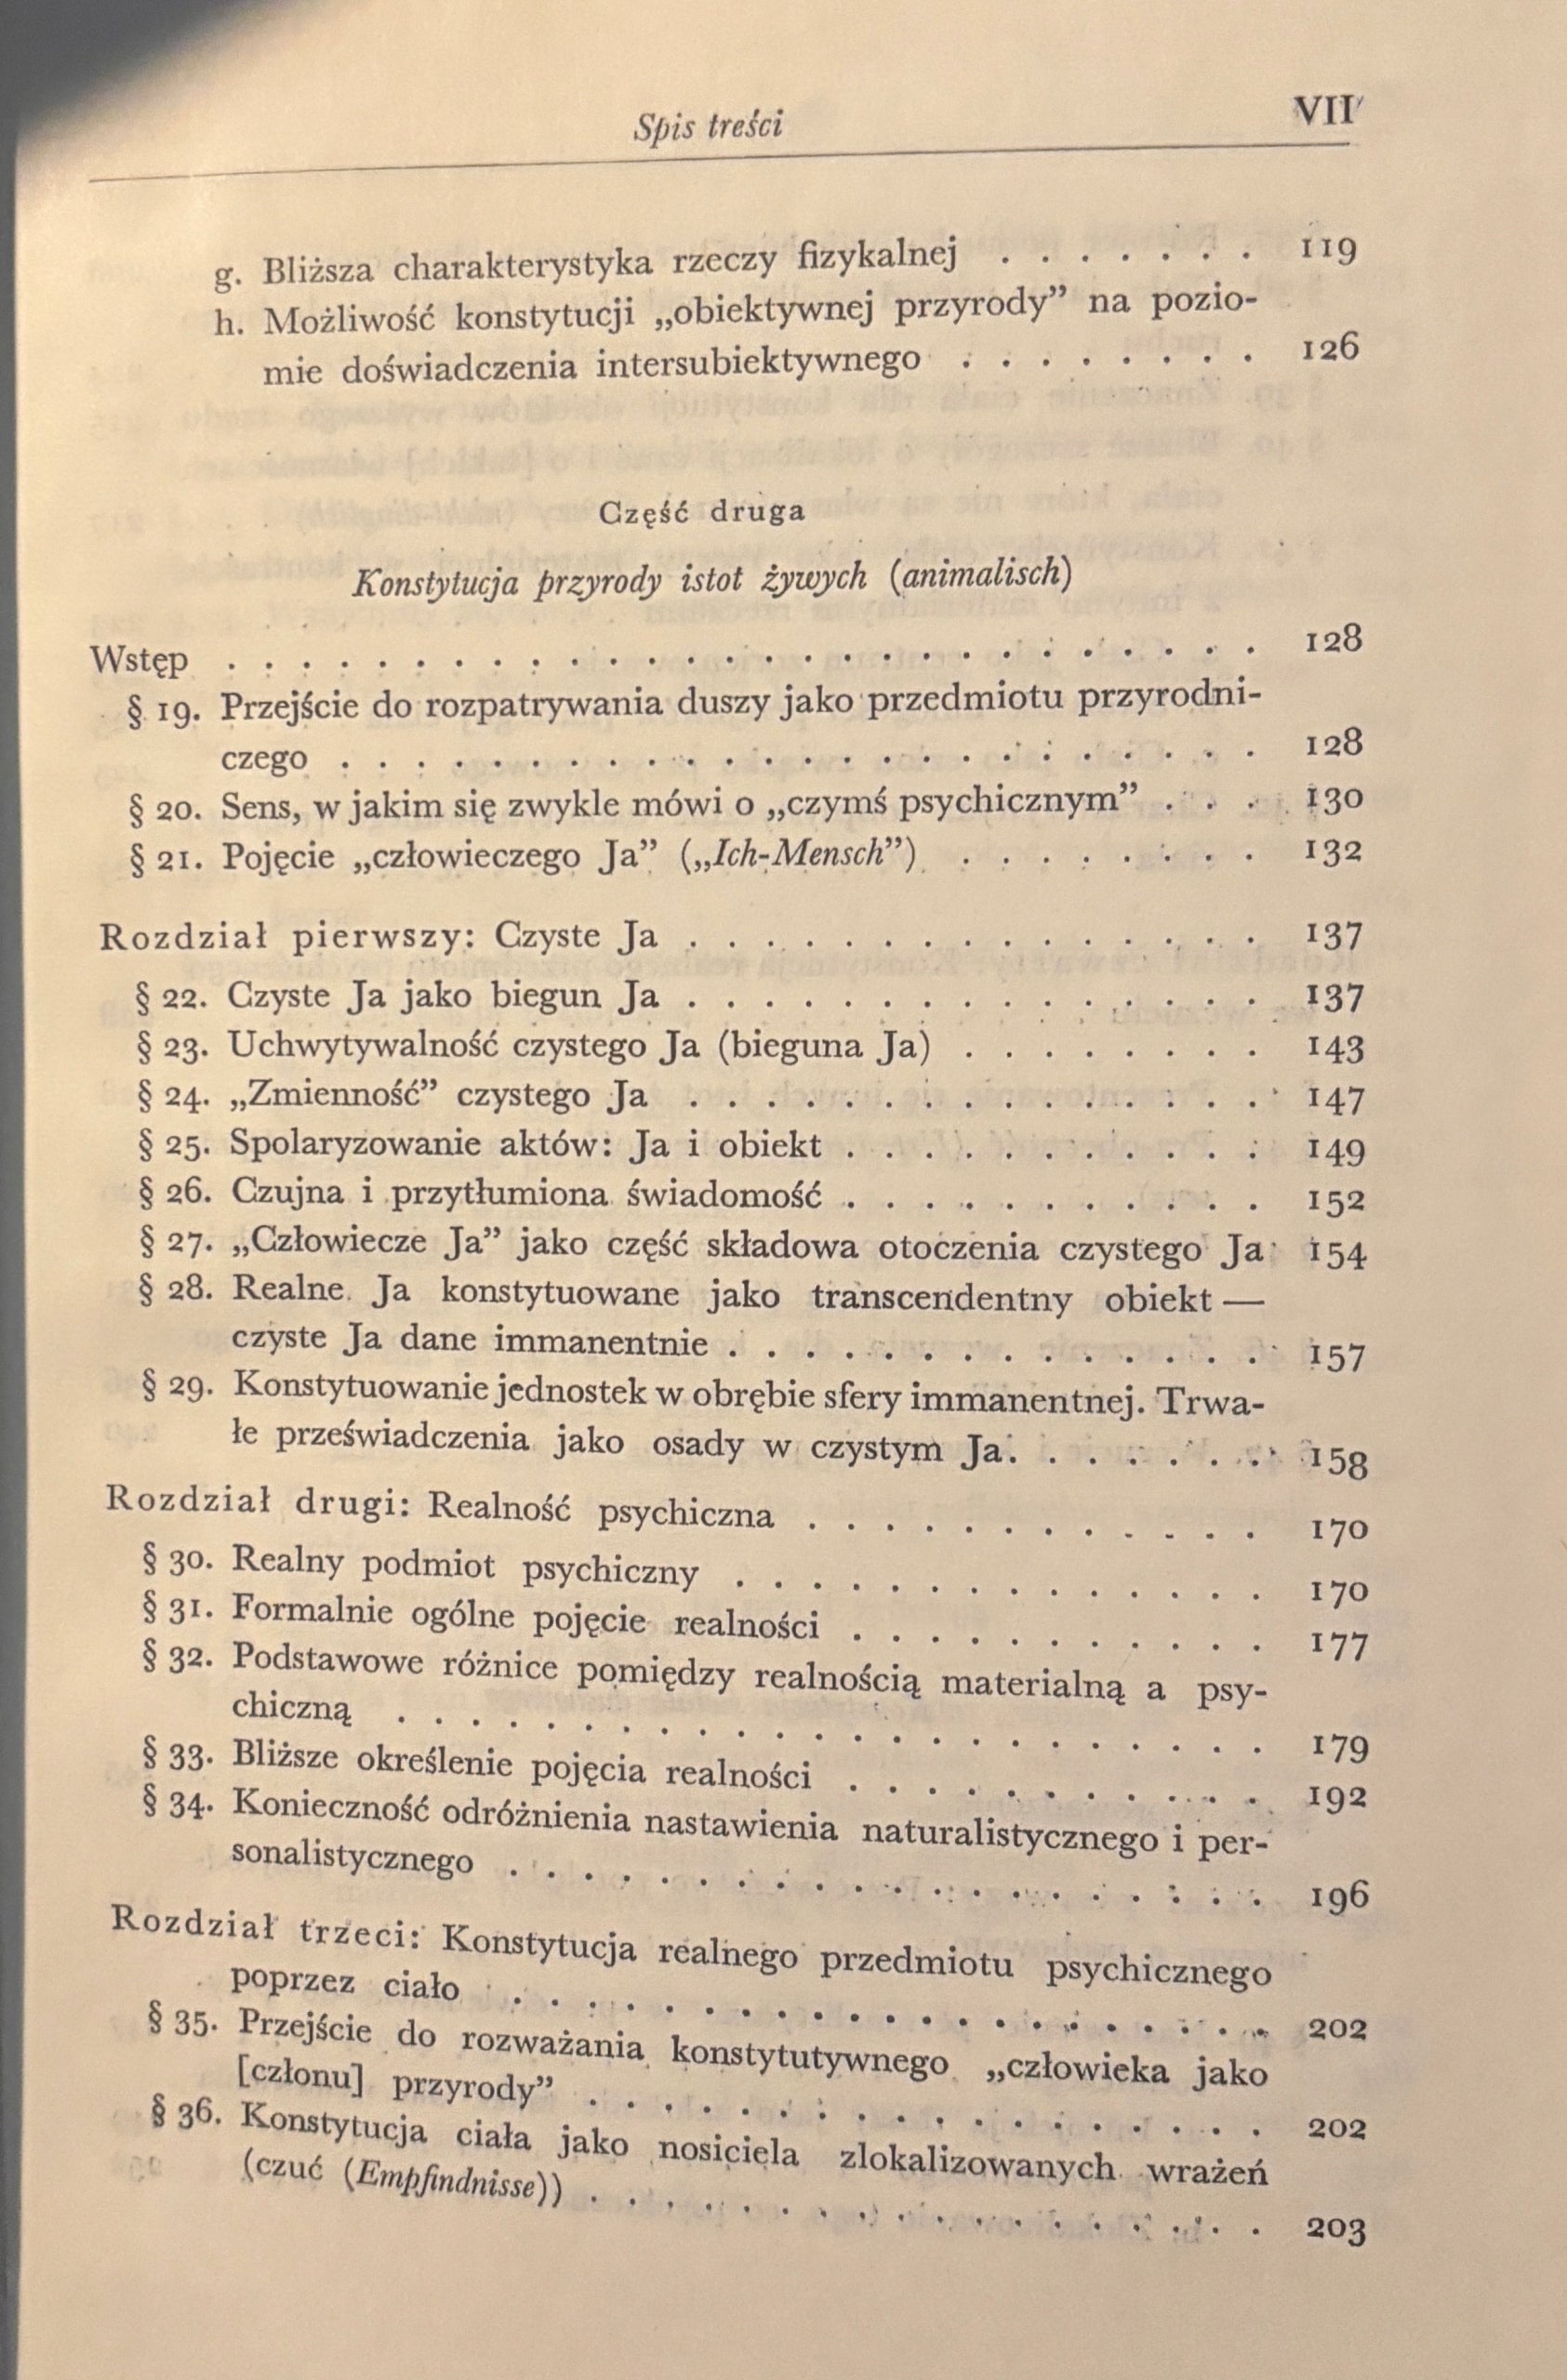 Spis treści VII
g. Bliższa charakterystyka rzeczy fizykalnej . . . . . . . 119
h. Możliwość konstytucji „obiektywnej przyrody” na pozio-
mie doświadczenia intersubiektywnego . . . . . . . . 126
Część druga
Konstytucja przyrody istot żywych (animalisch)
Wstęp . . . . . . . . . . . . . . . . . . . . . . . . . . . 128
§ 19. Przejście do rozpatrywania duszy jako przedmiotu przyrodni-
czego . . . . . . . . . . . . . . . . . . . . . . . . 128
§ 20. Sens, w jakim się zwykle mówi o „czymś psychicznym” . . . 130
§ 21. Pojęcie „człowieczego Ja” („Ich-Mensch”) . . . . . . . . 132
Rozdział pierwszy: Czyste Ja . . . . . . . . . . . . . . . 137
§ 22. Czyste Ja jako biegun Ja . . . . . . . . . . . . . . . 137
§ 23. Uchwytywalność czystego Ja (bieguna Ja) . . . . . . . . 143
§ 24. „Zmienność” czystego Ja . . . . . . . . . . . . . . . 147
§ 25. Spolaryzowanie aktów: Ja i obiekt . . . . . . . . . . . 149
§ 26. Czujna i przytłumiona świadomość . . . . . . . . . . . 152
§ 27. „Człowiecze Ja” jako część składowa otoczenia czystego Ja 154
§ 28. Realne Ja konstytuowane jako transcendentny obiekt —
czyste Ja dane immanentnie . . . . . . . . . . . . . . 157
§ 29. Konstytuowanie jednostek w obrębie sfery immanentnej. Trwa-
łe przeświadczenia jako osady w czystym Ja . . . . . . . 158
Rozdział drugi: Realność psychiczna . . . . . . . . . . . . 170
§ 30. Realny podmiot psychiczny . . . . . . . . . . . . . . 170
§ 31. Formalnie ogólne pojęcie realności . . . . . . . . . . . 177
§ 32. Podstawowe różnice pomiędzy realnością materialną a psy-
chiczną . . . . . . . . . . . . . . . . . . . . . . . 179
§ 33. Bliższe określenie pojęcia realności . . . . . . . . . . . 192
§ 34. Konieczność odróżnienia nastawienia naturalistycznego i per-
sonalistycznego . . . . . . . . . . . . . . . . . . . . 196
Rozdział trzeci: Konstytucja realnego przedmiotu psychicznego
poprzez ciało . . . . . . . . . . . . . . . . . . . . 202
§ 35. Przejście do rozważania konstytutywnego „człowieka jako
[członu] przyrody” . . . . . . . . . . . . . . . . . . 202
§ 36. Konstytucja ciała jako nosiciela zlokalizowanych wrażeń
(czuć (Empfindnisse)) . . . . . . . . . . . . . . . . . . 203